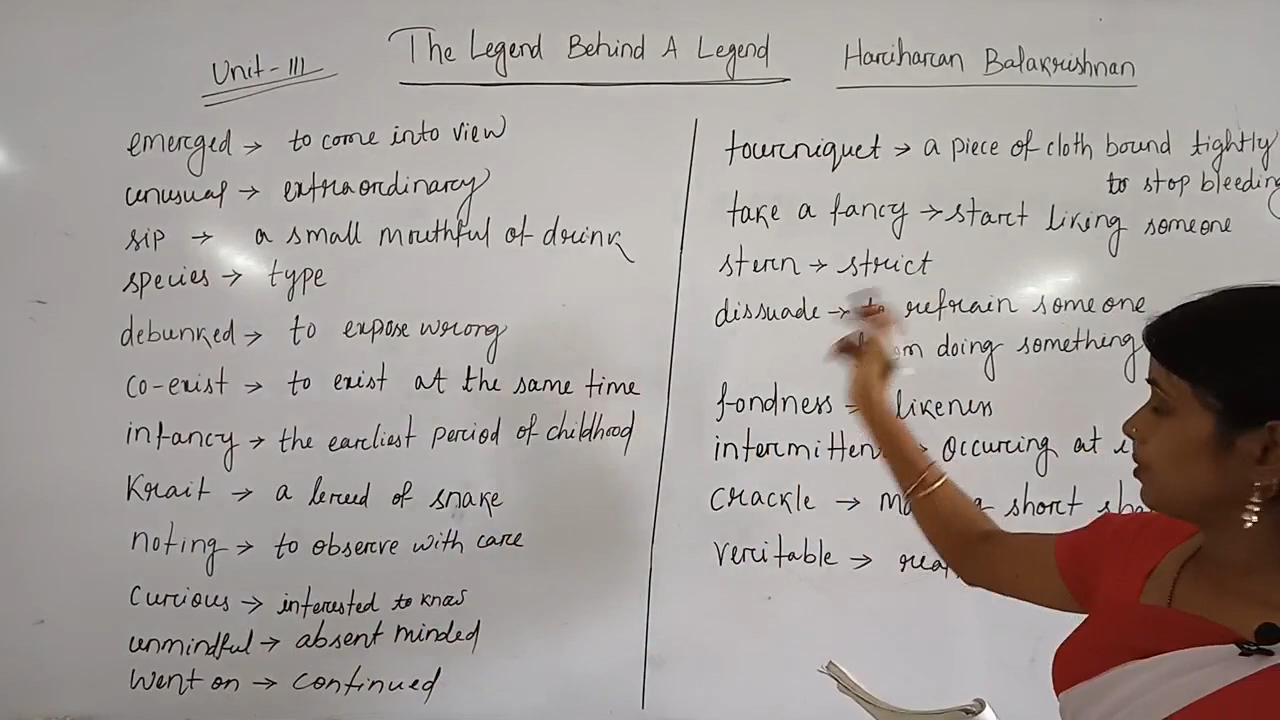 Unit-III
The Legend Behind A Legend
Hariharan Balakrishnan
emerged → to come into view
unusual → extraordinary
sip → a small mouthful of drink
species → type
debunked → to expose wrong
co-exist → to exist at the same time
infancy → the earliest period of childhood
Krait → a breed of snake
noting → to observe with care
curious → interested to know
unmindful → absent minded
Went on → continued
tourniquet → a piece of cloth bound tightly
to stop bleeding
take a fancy → start liking someone
stern → strict
dissuade → to refrain someone
doing something
fondness → likeness
occuring at
crackle → short
veritable →